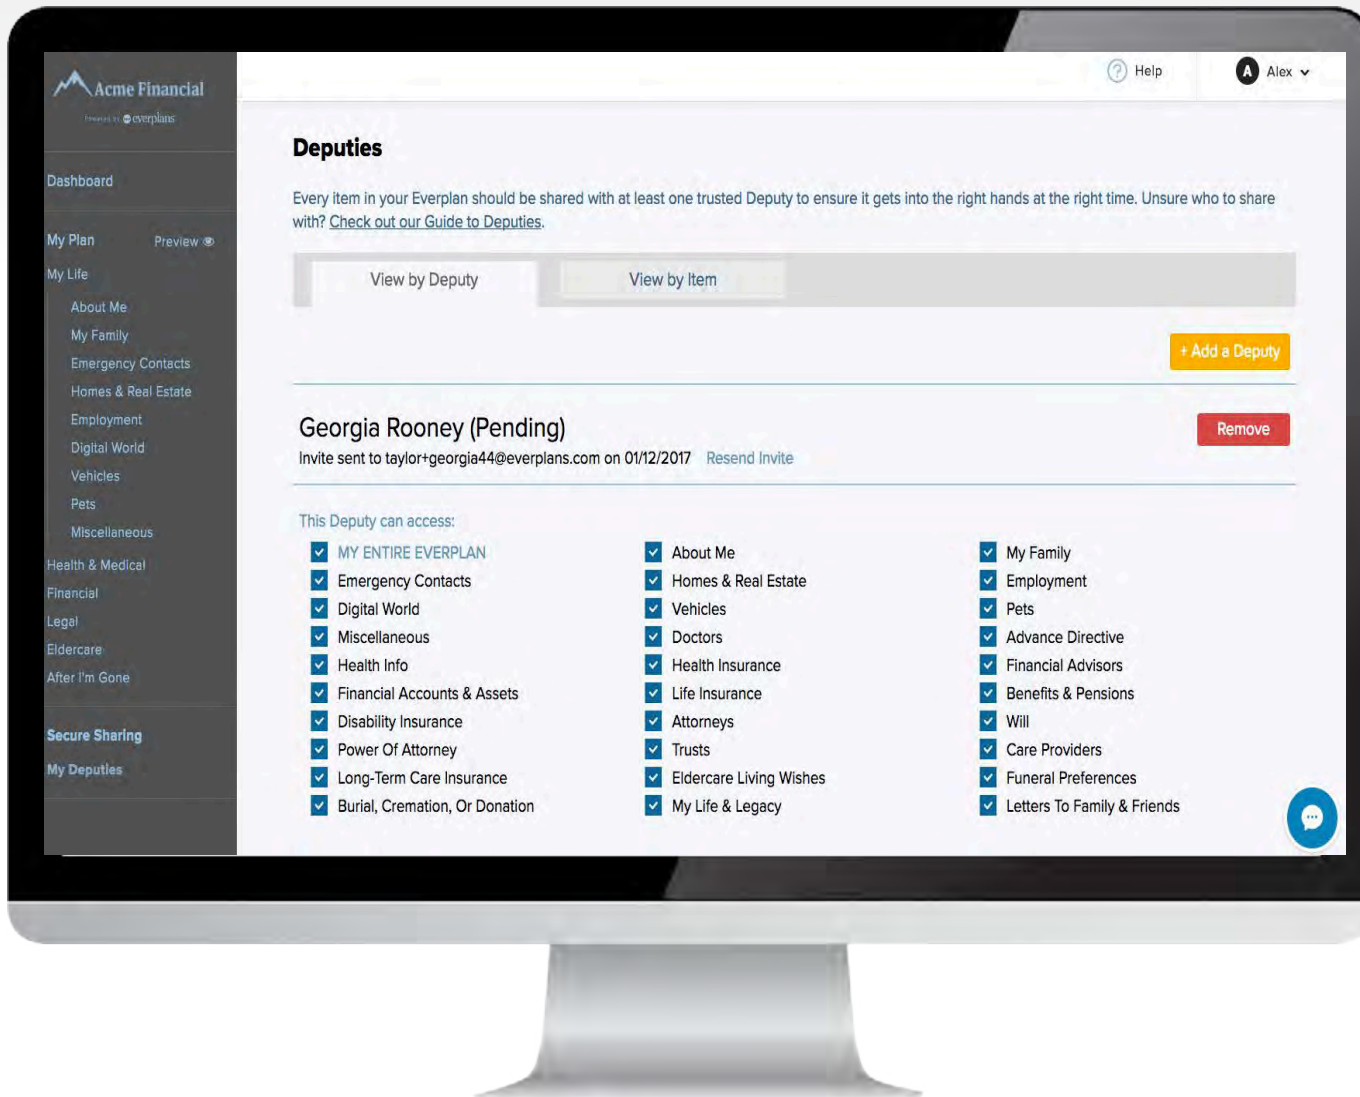 Acme Financial
Powered by everplans
Help
A Alex
Dashboard
My Plan Preview
My Life
About Me
My Family
Emergency Contacts
Homes & Real Estate
Employment
Digital World
Vehicles
Pets
Miscellaneous
Health & Medical
Financial
Legal
Eldercare
After I'm Gone
Secure Sharing
My Deputies
Deputies
Every item in your Everplan should be shared with at least one trusted Deputy to ensure it gets into the right hands at the right time. Unsure who to share
with? Check out our Guide to Deputies.
View by Deputy View by Item
+ Add a Deputy
Georgia Rooney (Pending)
Remove
Invite sent to taylor+georgia44@everplans.com on 01/12/2017 Resend Invite
This Deputy can access:
MY ENTIRE EVERPLAN About Me My Family
Emergency Contacts Homes & Real Estate Employment
Digital World Vehicles Pets
Miscellaneous Doctors Advance Directive
Health Info Health Insurance Financial Advisors
Financial Accounts & Assets Life Insurance Benefits & Pensions
Disability Insurance Attorneys Will
Power Of Attorney Trusts Care Providers
Long-Term Care Insurance Eldercare Living Wishes Funeral Preferences
Burial, Cremation, Or Donation My Life & Legacy Letters To Family & Friends